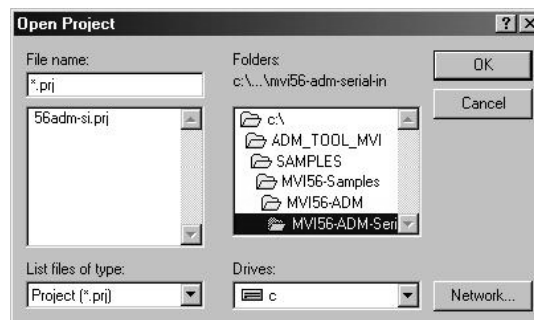 Open Project
File name:
*.prj
56adm-si.prj
List files of type:
Project (*.prj)
Folders:
c:\...\mvi56-adm-serial-in
c:\
ADM_TOOL_MVI
SAMPLES
MVI56-Samples
MVI56-ADM
MVI56-ADM-Seri
Drives:
c
OK
Cancel
Network...